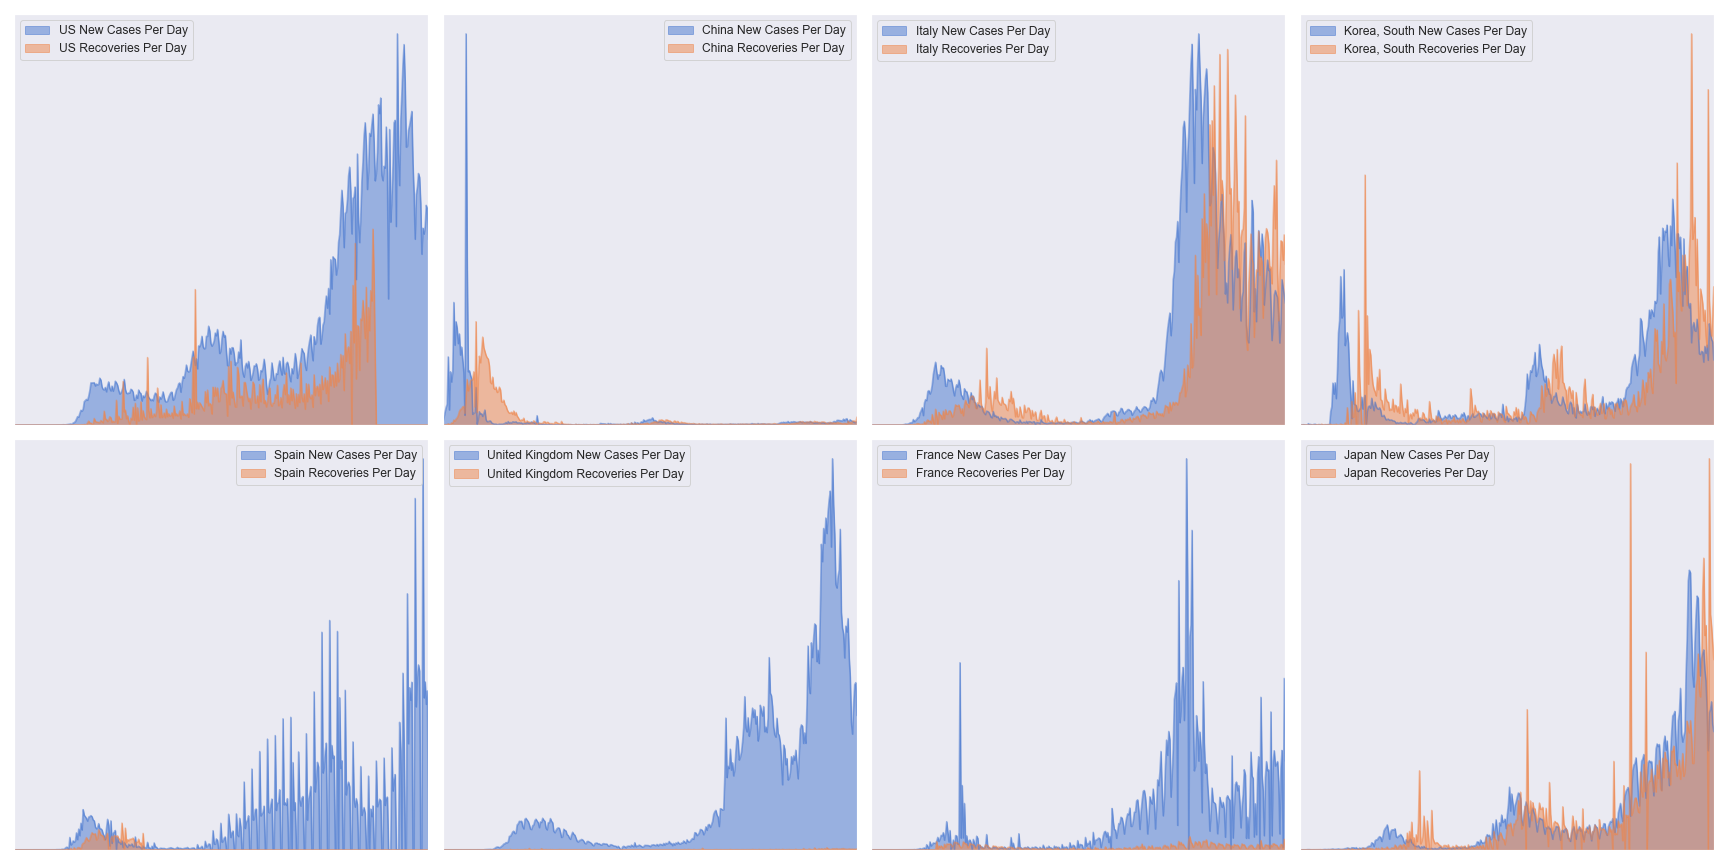 US New Cases Per Day
US Recoveries Per Day
China New Cases Per Day
China Recoveries Per Day
Italy New Cases Per Day
Italy Recoveries Per Day
Korea, South New Cases Per Day
Korea, South Recoveries Per Day
Spain New Cases Per Day
Spain Recoveries Per Day
United Kingdom New Cases Per Day
United Kingdom Recoveries Per Day
France New Cases Per Day
France Recoveries Per Day
Japan New Cases Per Day
Japan Recoveries Per Day